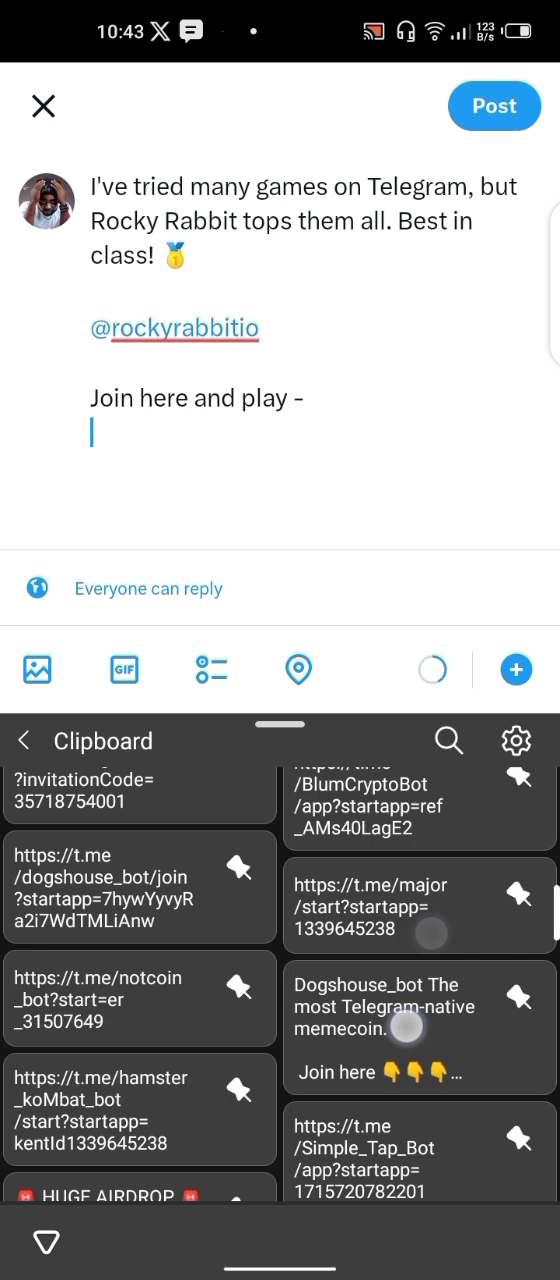 10:43
123
B/s
Post
I've tried many games on Telegram, but
Rocky Rabbit tops them all. Best in
class! 🥇
@rockyrabbitio
Join here and play -
Everyone can reply
GIF
Clipboard
?invitationCode=
35718754001
https://t.me
/dogshouse_bot/join
?startapp=7hywYyvyR
a2i7WdTMLiAnw
https://t.me/notcoin
_bot?start=er
_31507649
https://t.me/hamster
_koMbat_bot
/start?startapp=
kentId1339645238
🚨 HUGE AIRDROP 🚨
https://t.me
/BlumCryptoBot
/app?startapp=ref
_AMs40LagE2
https://t.me/major
/start?startapp=
1339645238
Dogshouse_bot The
most Telegram-native
memecoin.
Join here 👇👇👇...
https://t.me
/Simple_Tap_Bot
/app?startapp=
1715720782201